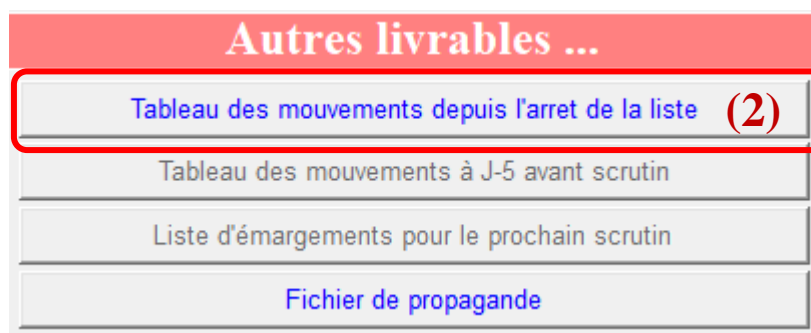 Autres livrables ...
Tableau des mouvements depuis l'arret de la liste (2)
Tableau des mouvements à J-5 avant scrutin
Liste d'émargements pour le prochain scrutin
Fichier de propagande